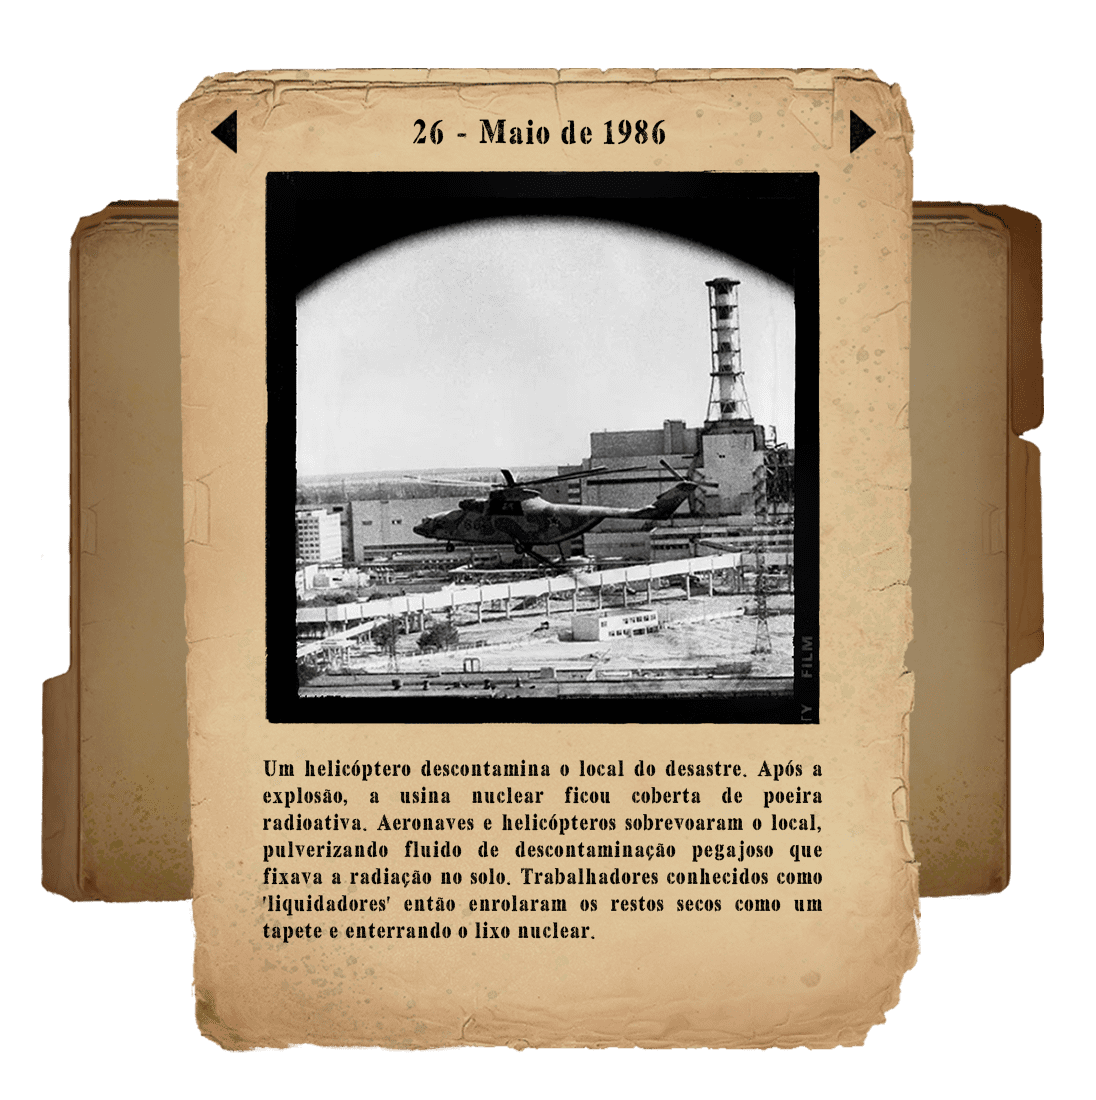 26 - Maio de 1986
TY FILM
Um helicóptero descontamina o local do desastre. Após a
explosão, a usina nuclear ficou coberta de poeira
radioativa. Aeronaves e helicópteros sobrevoaram o local,
pulverizando fluido de descontaminação pegajoso que
fixava a radiação no solo. Trabalhadores conhecidos como
'liquidadores' então enrolaram os restos secos como um
tapete e enterrando o lixo nuclear.